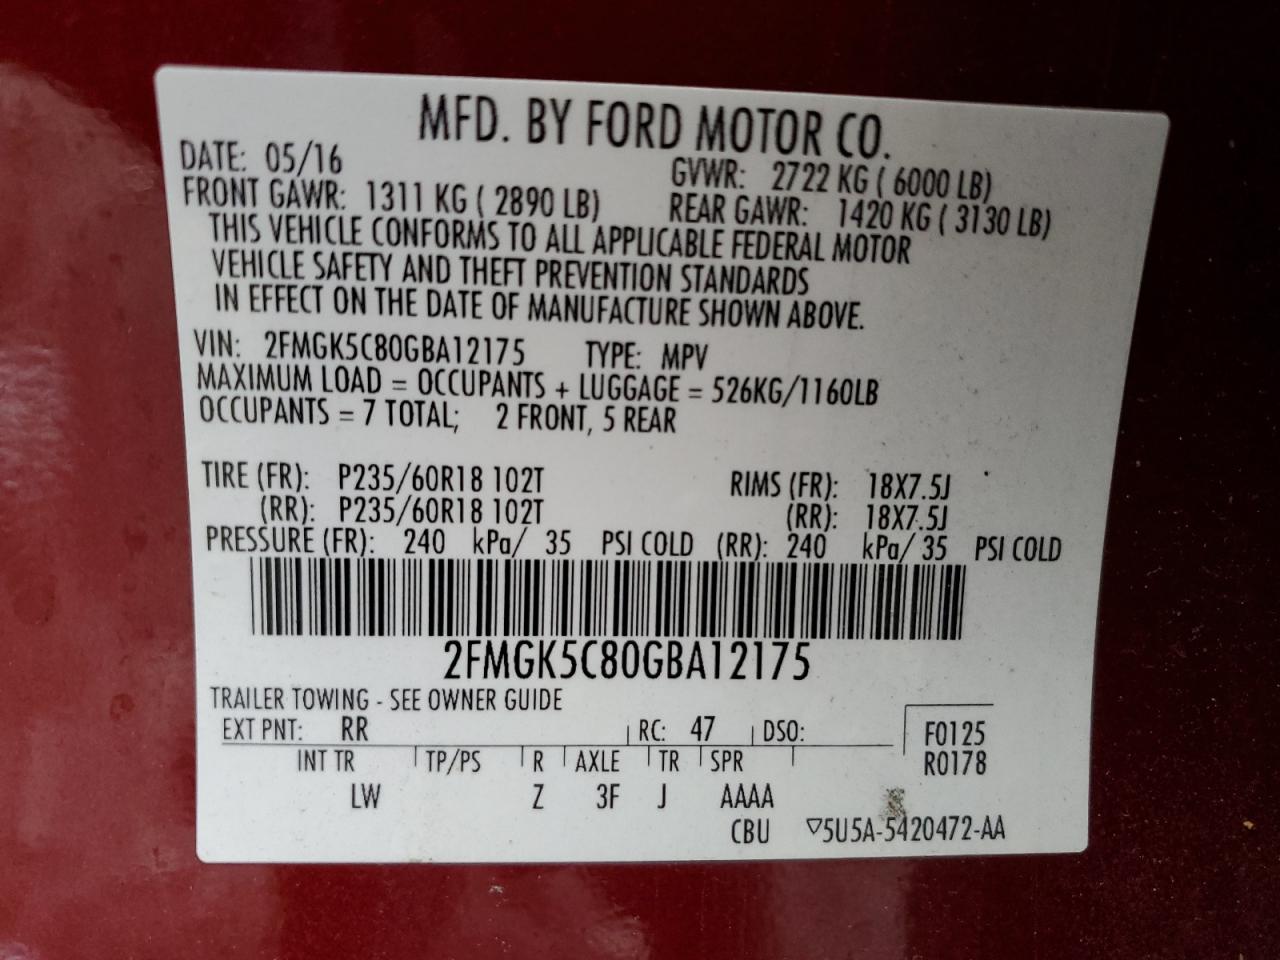 MFD. BY FORD MOTOR CO.
DATE: 05/16 GVWR: 2722 KG ( 6000 LB)
FRONT GAWR: 1311 KG ( 2890 LB) REAR GAWR: 1420 KG ( 3130 LB)
THIS VEHICLE CONFORMS TO ALL APPLICABLE FEDERAL MOTOR
VEHICLE SAFETY AND THEFT PREVENTION STANDARDS
IN EFFECT ON THE DATE OF MANUFACTURE SHOWN ABOVE.
VIN: 2FMGK5C80GBA12175 TYPE: MPV
MAXIMUM LOAD = OCCUPANTS + LUGGAGE = 526KG/1160LB
OCCUPANTS = 7 TOTAL; 2 FRONT, 5 REAR
TIRE (FR): P235/60R18 102T RIMS (FR): 18X7.5J
(RR): P235/60R18 102T (RR): 18X7.5J
PRESSURE (FR): 240 kPa/ 35 PSI COLD (RR): 240 kPa/ 35 PSI COLD
2FMGK5C80GBA12175
TRAILER TOWING - SEE OWNER GUIDE
EXT PNT: RR RC: 47 DSO: F0125
INT TR TP/PS R AXLE TR SPR R0178
LW Z 3F J AAAA
CBU ▽5U5A-5420472-AA